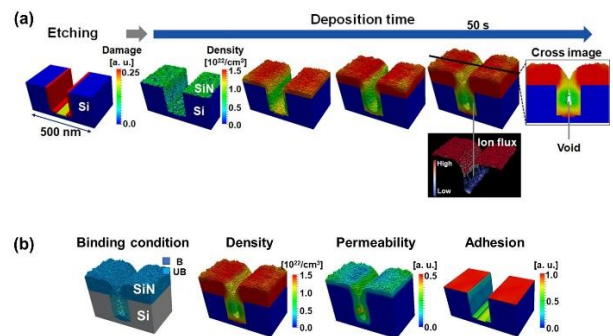 (a)
Etching
Deposition time
50 s
Damage
[a. u.]
0.25
0.0
Si
500 nm
Density
[10²²/cm³]
1.5
1.0
0.5
0.0
SiN
Si
Cross image
Void
Ion flux
High
Low
(b)
Binding condition
B
UB
SiN
Si
Density
[10²²/cm³]
1.5
1.0
0.5
0.0
Permeability
[a. u.]
0.5
0.0
Adhesion
[a. u.]
1.0
0.0